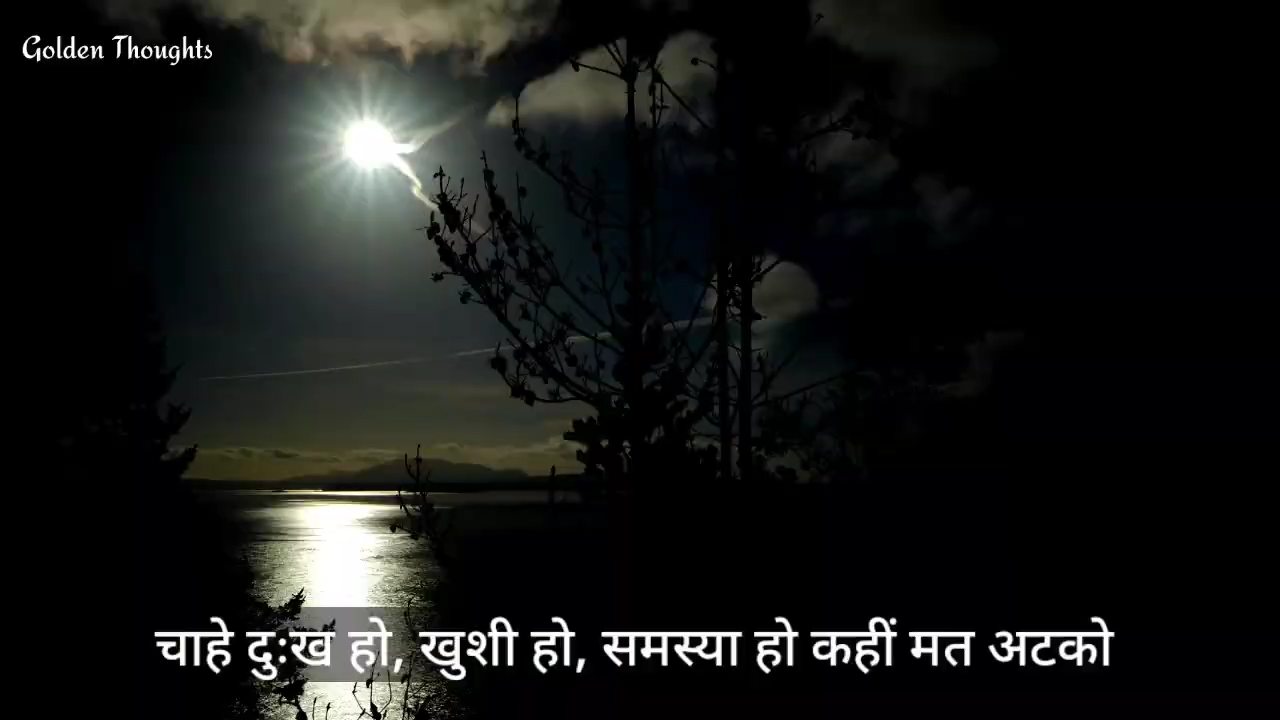 Golden Thoughts
चाहे दुःख हो, खुशी हो, समस्या हो कहीं मत अटको